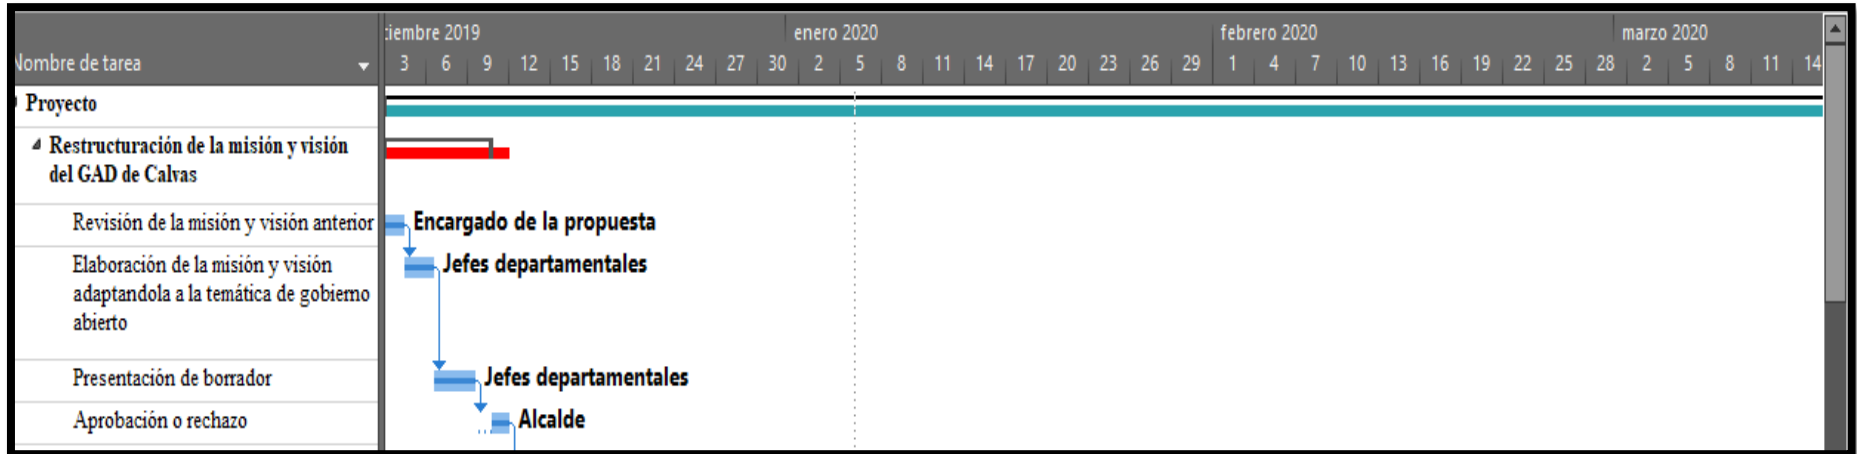 ciembre 2019 enero 2020 febrero 2020 marzo 2020
Nombre de tarea 3 6 9 12 15 18 21 24 27 30 2 5 8 11 14 17 20 23 26 29 1 4 7 10 13 16 19 22 25 28 2 5 8 11 14
Proyecto
Restructuración de la misión y visión
del GAD de Calvas
Revisión de la misión y visión anterior Encargado de la propuesta
Elaboración de la misión y visión Jefes departamentales
adaptandola a la temática de gobierno
abierto
Presentación de borrador Jefes departamentales
Aprobación o rechazo Alcalde